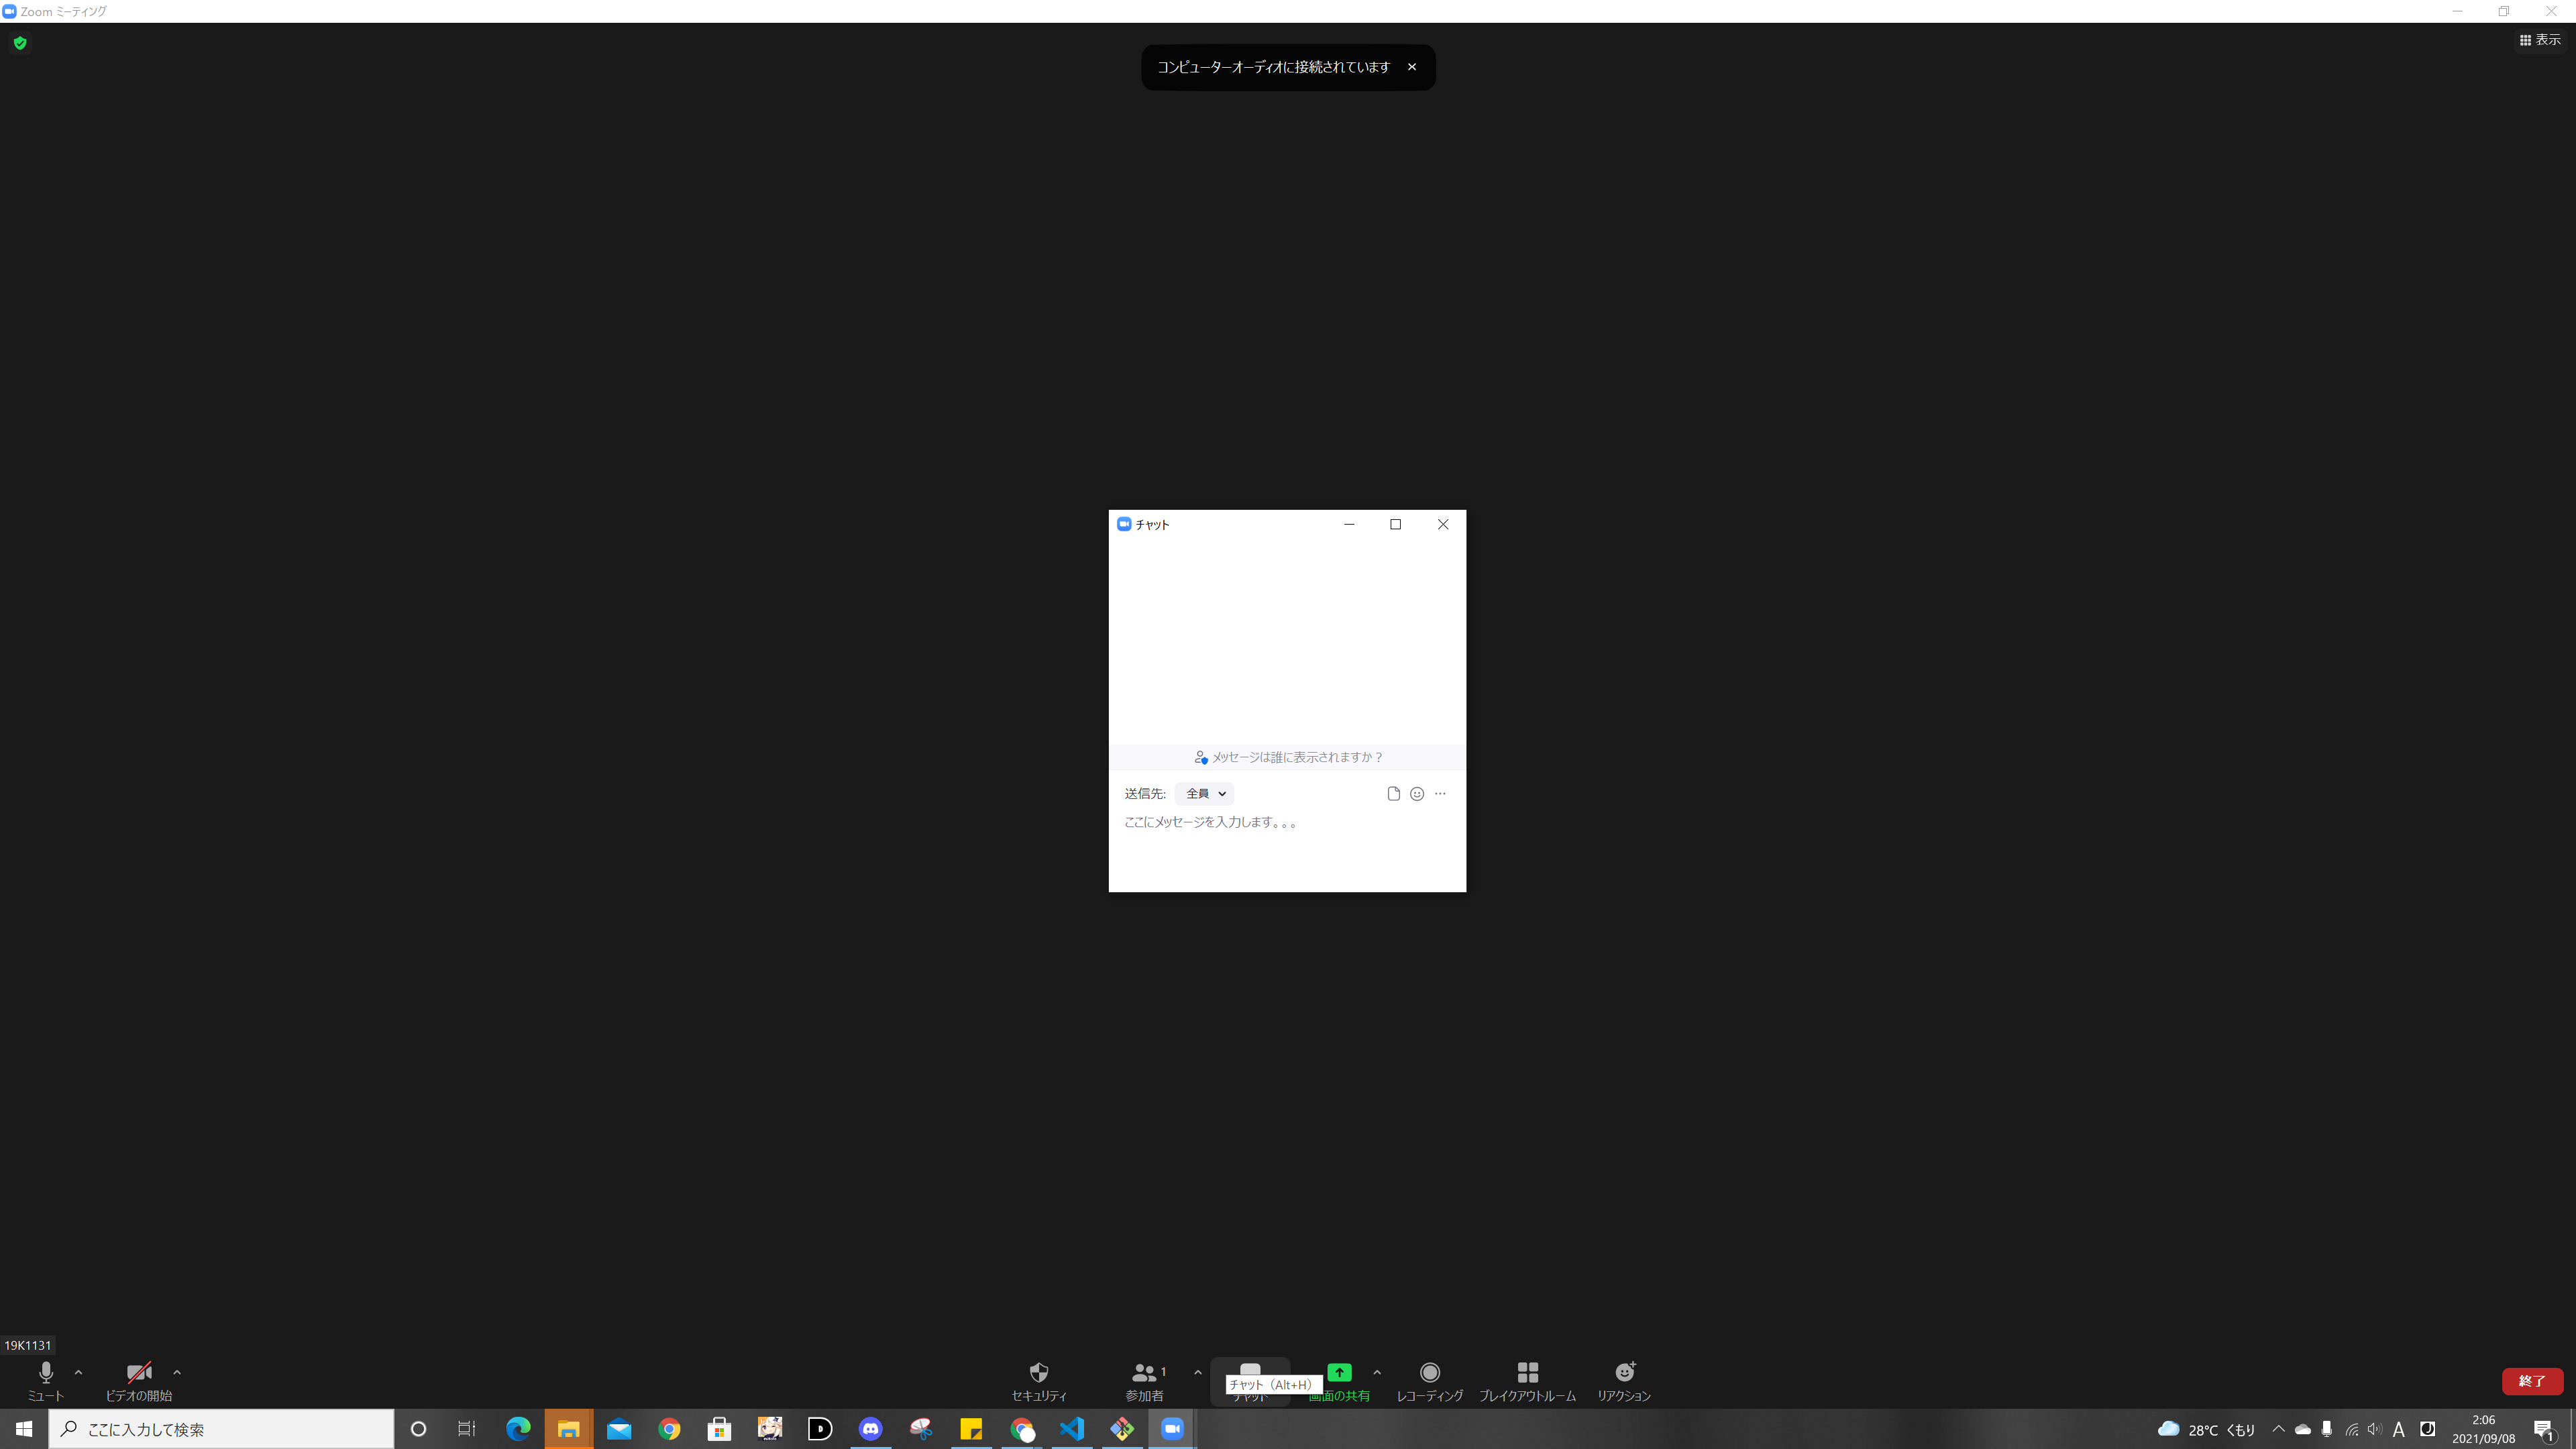 Zoom ミーティング
表示
コンピューターオーディオに接続されています
チャット
メッセージは誰に表示されますか？
送信先: 全員
ここにメッセージを入力します。。。
19K1131
ミュート
ビデオの開始
セキュリティ
1
参加者
チャット（Alt+H）
チャット
画面の共有
レコーディング
ブレイクアウトルーム
リアクション
終了
ここに入力して検索
28°C くもり
A
2:06
2021/09/08
1